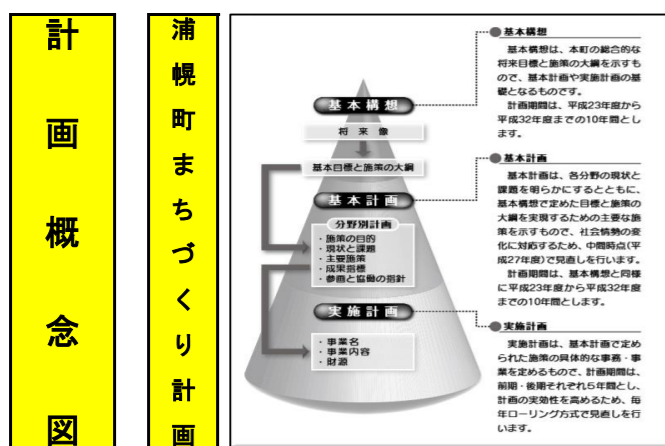 計画概念図
浦幌町まちづくり計画
基本構想
将来像
基本目標と施策の大綱
基本計画
分野別計画
・施策の目的
・現状と課題
・主要施策
・成果指標
・参画と協働の指針
実施計画
・事業名
・事業内容
・財源
基本構想
基本構想は、本町の総合的な
将来目標と施策の大綱を示すも
ので、基本計画や実施計画の基
礎となるものです。
計画期間は、平成23年度から
平成32年度までの10年間とし
ます。
基本計画
基本計画は、各分野の現状と
課題を明らかにするとともに、
基本構想で定めた目標と施策の
大綱を実現するための主要な施
策を示すもので、社会情勢の変
化に対応するため、中間時点(平
成27年度)で見直しを行います。
計画期間は、基本構想と同様
に平成23年度から平成32年度
までの10年間とします。
実施計画
実施計画は、基本計画で定め
られた施策の具体的な事務・事
業を定めるもので、計画期間は、
前期・後期それぞれ5年間とし、
計画の実効性を高めるため、毎
年ローリング方式で見直しを行
います。